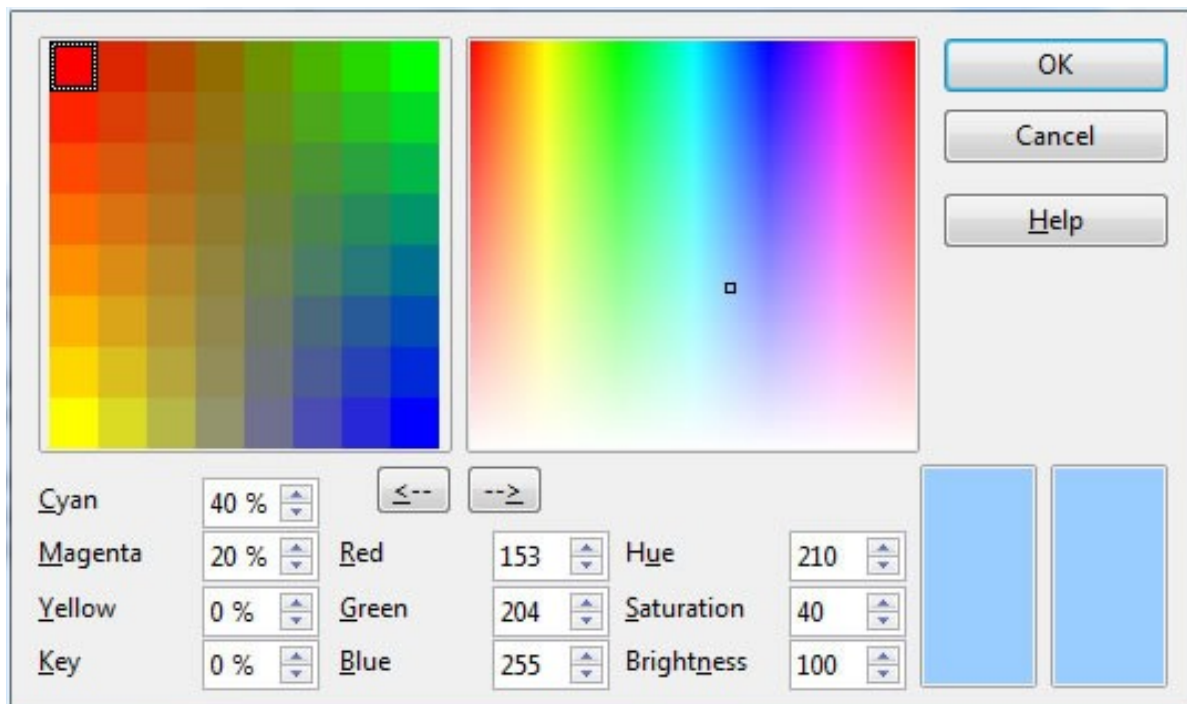 OK
Cancel
Help
<-- -->
Cyan 40 %
Magenta 20 % Red 153 Hue 210
Yellow 0 % Green 204 Saturation 40
Key 0 % Blue 255 Brightness 100